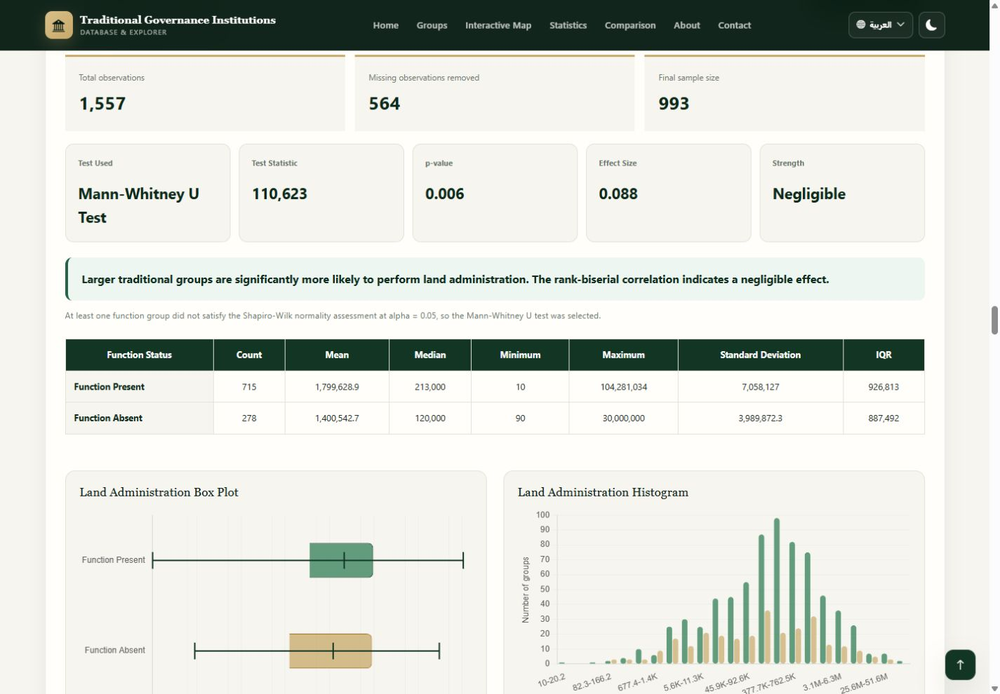 Traditional Governance Institutions
DATABASE & EXPLORER
Home Groups Interactive Map Statistics Comparison About Contact
العربية
Total observations
1,557
Missing observations removed
564
Final sample size
993
Test Used
Mann-Whitney U
Test
Test Statistic
110,623
p-value
0.006
Effect Size
0.088
Strength
Negligible
Larger traditional groups are significantly more likely to perform land administration. The rank-biserial correlation indicates a negligible effect.
At least one function group did not satisfy the Shapiro-Wilk normality assessment at alpha = 0.05, so the Mann-Whitney U test was selected.
Function Status Count Mean Median Minimum Maximum Standard Deviation IQR
Function Present 715 1,799,628.9 213,000 10 104,281,034 7,058,127 926,813
Function Absent 278 1,400,542.7 120,000 90 30,000,000 3,989,872.3 887,492
Land Administration Box Plot
Function Present
Function Absent
Land Administration Histogram
Number of groups
100
90
80
70
60
50
40
30
20
10
0
10-20.2 82.3-166.2 677.4-1.4K 5.6K-11.3K 45.9K-92.6K 377.7K-762.5K 3.1M-6.3M 25.6M-51.6M